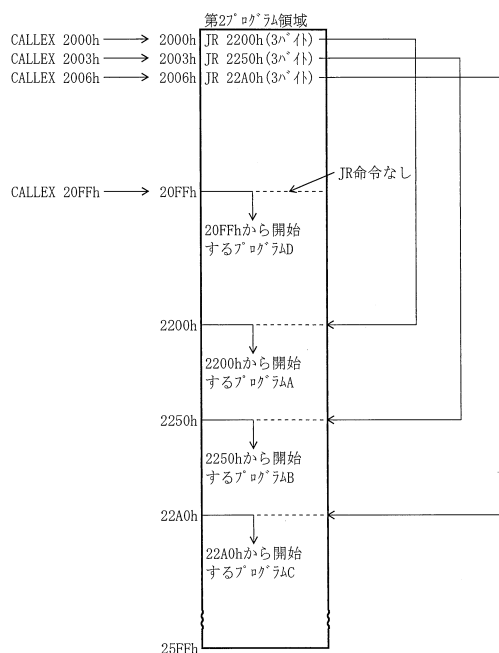 第2ﾌﾟﾛｸﾞﾗﾑ領域
CALLEX 2000h 2000h JR 2200h(3ﾊﾞｲﾄ)
CALLEX 2003h 2003h JR 2250h(3ﾊﾞｲﾄ)
CALLEX 2006h 2006h JR 22A0h(3ﾊﾞｲﾄ)
JR命令なし
CALLEX 20FFh 20FFh
20FFhから開始
するﾌﾟﾛｸﾞﾗﾑD
2200h
2200hから開始
するﾌﾟﾛｸﾞﾗﾑA
2250h
2250hから開始
するﾌﾟﾛｸﾞﾗﾑB
22A0h
22A0hから開始
するﾌﾟﾛｸﾞﾗﾑC
25FFh